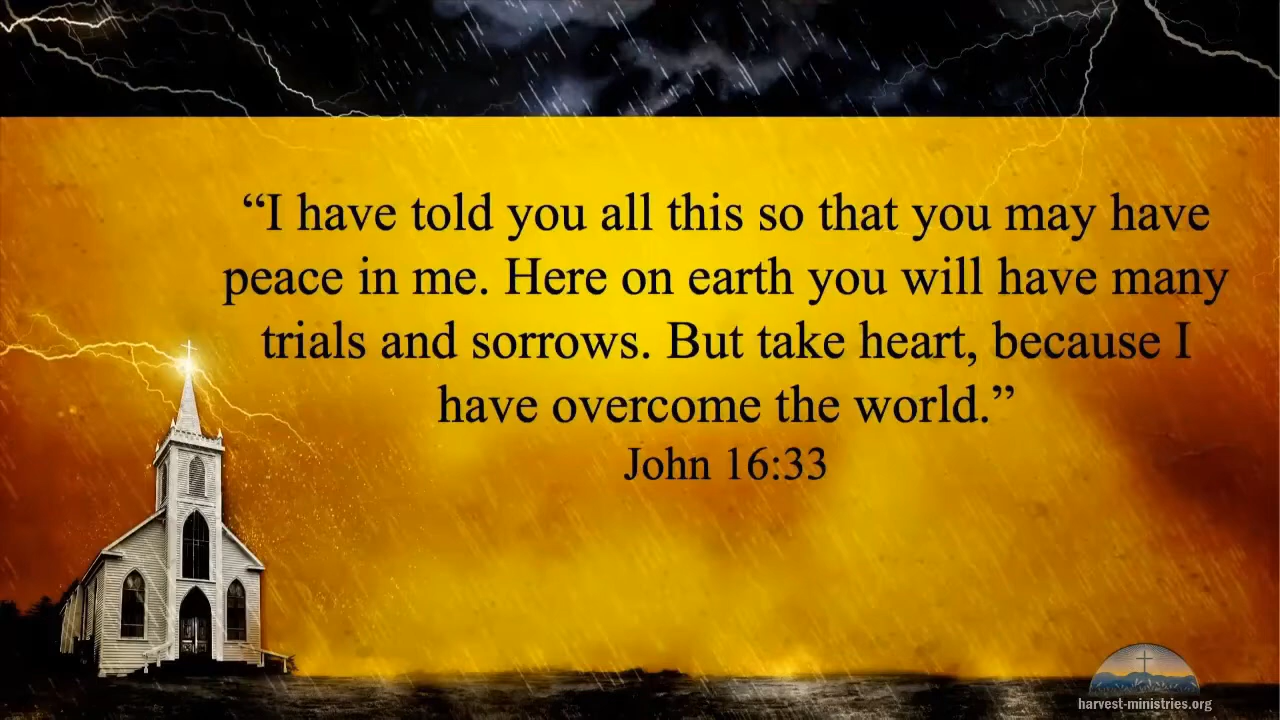 “I have told you all this so that you may have
peace in me. Here on earth you will have many
trials and sorrows. But take heart, because I
have overcome the world.”
John 16:33
harvest-ministries.org